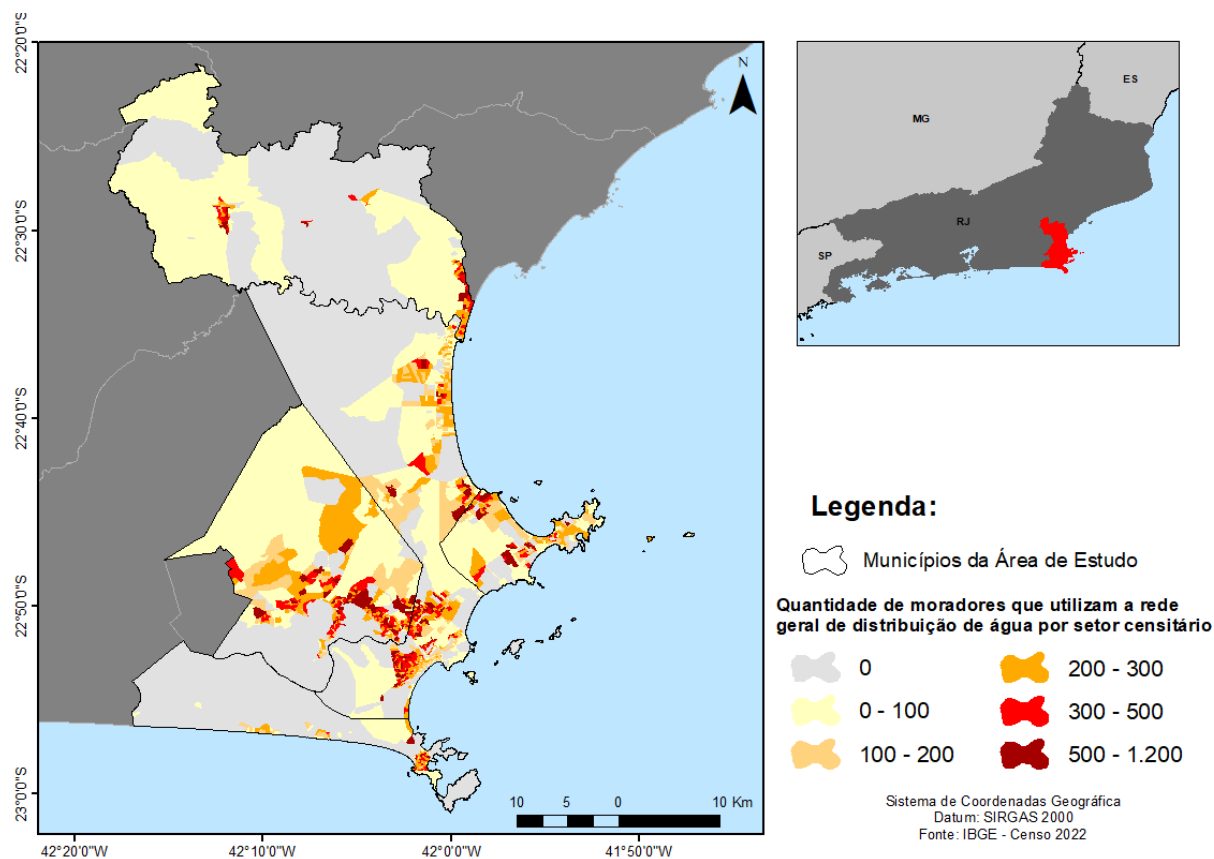 22°20'0"S
22°30'0"S
22°40'0"S
22°50'0"S
23°0'0"S
42°20'0"W
42°10'0"W
42°0'0"W
41°50'0"W
N
10 5 0 10 Km
ES
MG
RJ
SP
Legenda:
Municípios da Área de Estudo
Quantidade de moradores que utilizam a rede
geral de distribuição de água por setor censitário
0
200 - 300
0 - 100
300 - 500
100 - 200
500 - 1.200
Sistema de Coordenadas Geográfica
Datum: SIRGAS 2000
Fonte: IBGE - Censo 2022